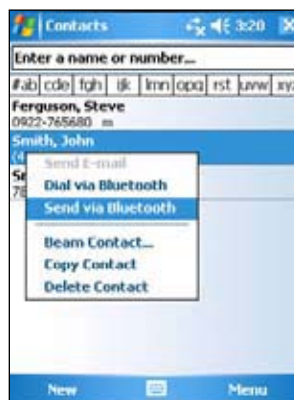 Contacts 3:20
Enter a name or number...
#ab cde fgh ijk lmn opq rst uvw xyz
Ferguson, Steve
0922-765680 m
Smith, John
(4
Send E-mail
Dial via Bluetooth
Send via Bluetooth
Beam Contact...
Copy Contact
Delete Contact
New Menu